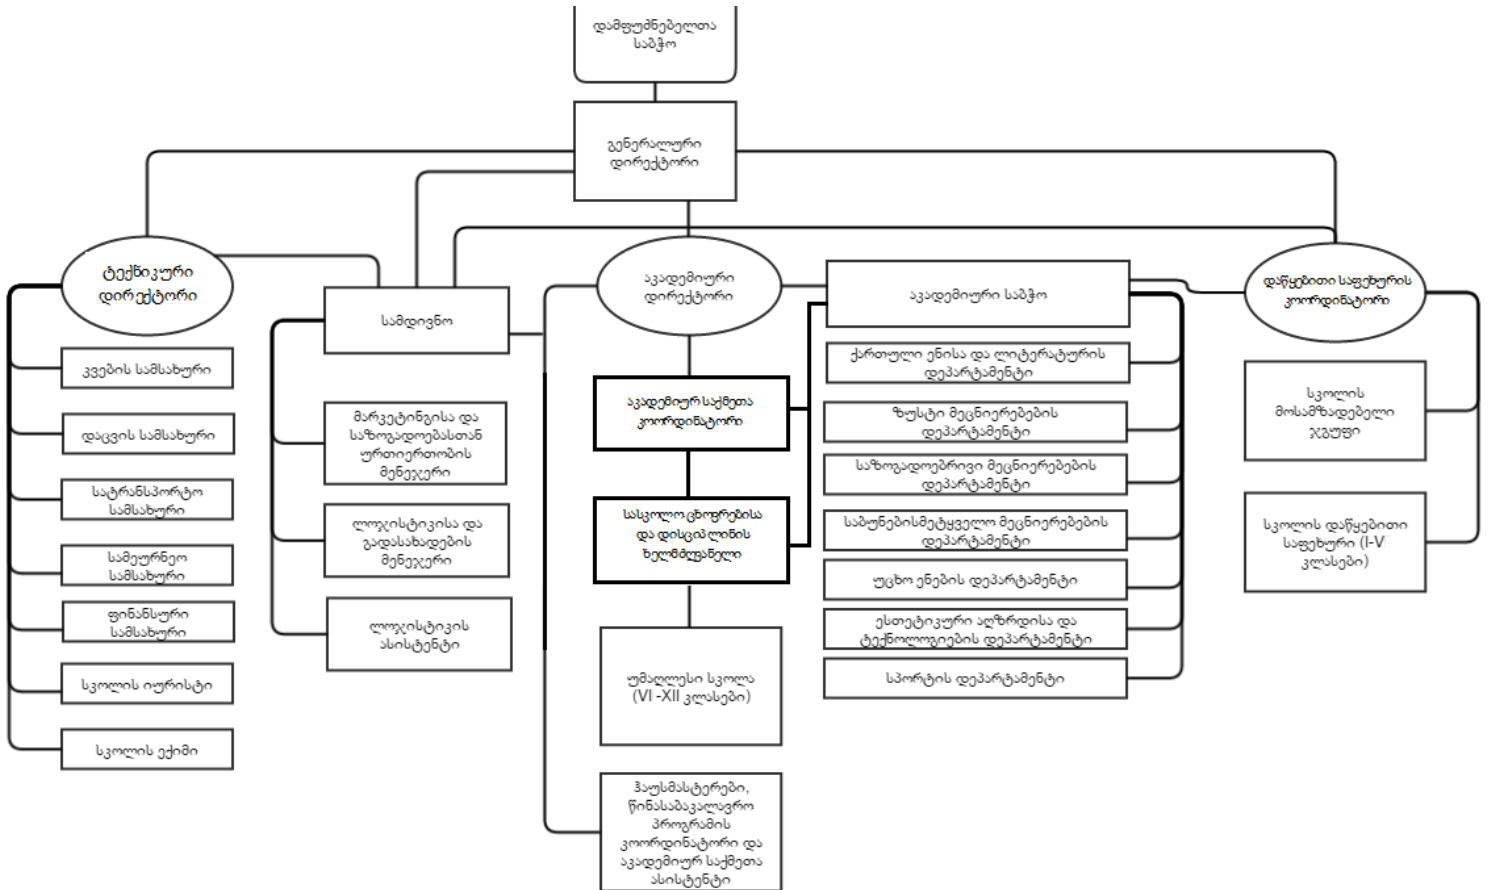 დამფუძნებელთა
საბჭო
გენერალური
დირექტორი
ტექნიკური
დირექტორი
აკადემიური
დირექტორი
დაწყებითი საფეხურის
კოორდინატორი
სამდივნო
აკადემიური საბჭო
კვების სამსახური
დაცვის სამსახური
სატრანსპორტო
სამსახური
სამეურნეო
სამსახური
ფინანსური
სამსახური
სკოლის იურისტი
სკოლის ექიმი
მარკეტინგისა და
საზოგადოებასთან
ურთიერთობის
მენეჯერი
ლოჯისტიკისა და
გადასახადების
მენეჯერი
ლოჯისტიკის
ასისტენტი
აკადემიურ საქმეთა
კოორდინატორი
სასკოლო ცხოვრებისა
და დისციპლინის
ხელმძღვანელი
უმაღლესი სკოლა
(VI -XII კლასები)
ჰაუსმასტერები,
წინასაბაკალავრო
პროგრამის
კოორდინატორი და
აკადემიურ საქმეთა
ასისტენტი
ქართული ენისა და ლიტერატურის
დეპარტამენტი
ზუსტი მეცნიერებების
დეპარტამენტი
საზოგადოებრივი მეცნიერებების
დეპარტამენტი
საბუნებისმეტყველო მეცნიერებების
დეპარტამენტი
უცხო ენების დეპარტამენტი
ესთეტიკური აღზრდისა და
ტექნოლოგიების დეპარტამენტი
სპორტის დეპარტამენტი
სკოლის
მოსამზადებელი
ჯგუფი
სკოლის დაწყებითი
საფეხური (I-V
კლასები)